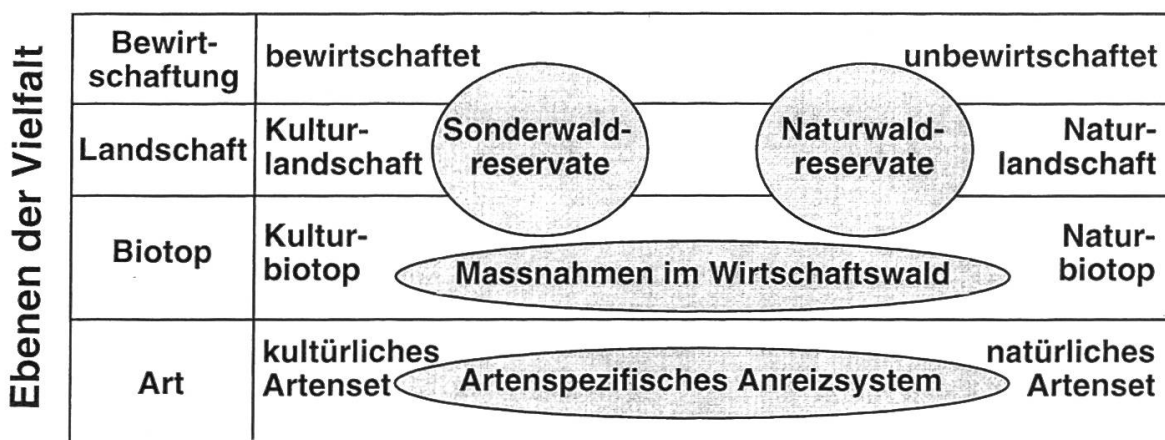 Ebenen der Vielfalt
Bewirt-
schaftung
bewirtschaftet
unbewirtschaftet
Landschaft
Kultur-
landschaft
Sonderwald-
reservate
Naturwald-
reservate
Natur-
landschaft
Biotop
Kultur-
biotop
Massnahmen im Wirtschaftswald
Natur-
biotop
Art
kultürliches
Artenset
Artenspezifisches Anreizsystem
natürliches
Artenset